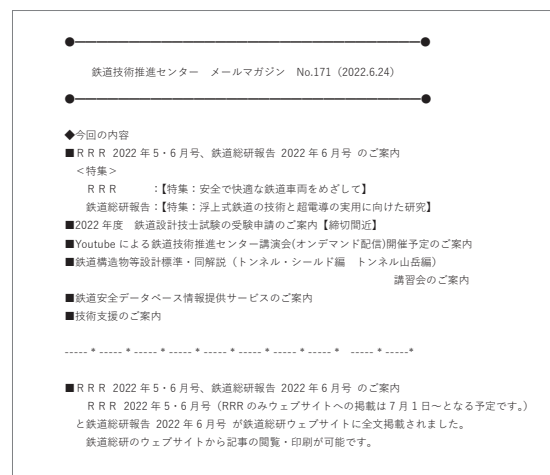 ●━━━━━━━━━━━━━━━━━━━━━━━━━━━━━━●
鉄道技術推進センター　メールマガジン　No.171（2022.6.24）
●━━━━━━━━━━━━━━━━━━━━━━━━━━━━━━●
◆今回の内容
■ＲＲＲ 2022 年 5・6 月号、鉄道総研報告 2022 年 6 月号 のご案内
＜特集＞
ＲＲＲ　　　：【特集：安全で快適な鉄道車両をめざして】
鉄道総研報告：【特集：浮上式鉄道の技術と超電導の実用に向けた研究】
■2022 年度　鉄道設計技士試験の受験申請のご案内【締切間近】
■Youtube による鉄道技術推進センター講演会(オンデマンド配信)開催予定のご案内
■鉄道構造物等設計標準・同解説（トンネル・シールド編　トンネル山岳編）
講習会のご案内
■鉄道安全データベース情報提供サービスのご案内
■技術支援のご案内
----- * ----- * ----- * ----- * ----- * ----- * ----- * ----- *　----- * -----*
■ＲＲＲ 2022 年 5・6 月号、鉄道総研報告 2022 年 6 月号 のご案内
ＲＲＲ 2022 年 5・6 月号（RRR のみウェブサイトへの掲載は 7 月 1 日～となる予定です。）
と鉄道総研報告 2022 年 6 月号 が鉄道総研ウェブサイトに全文掲載されました。
鉄道総研のウェブサイトから記事の閲覧・印刷が可能です。